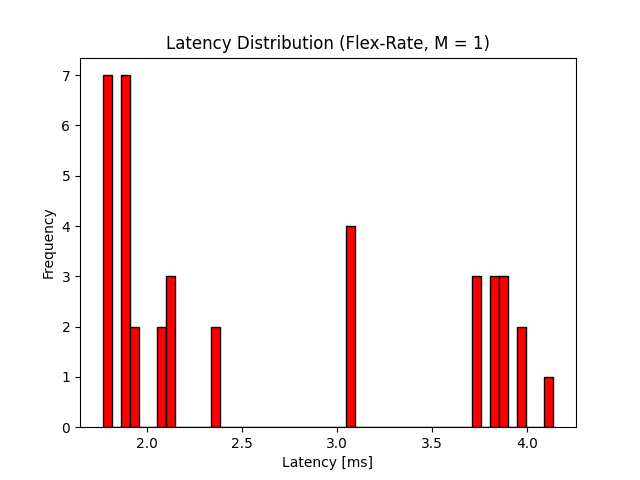 Latency Distribution (Flex-Rate, M = 1)
7
6
5
4
3
2
1
0
Frequency
2.0 2.5 3.0 3.5 4.0
Latency [ms]